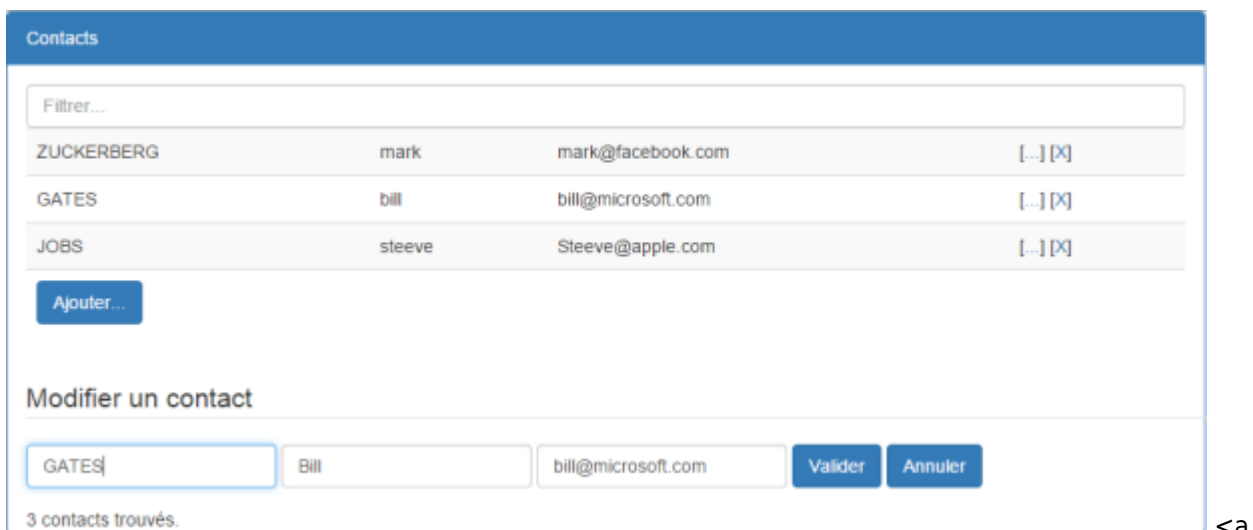 Contacts
Filtrer...
ZUCKERBERG mark mark@facebook.com [...] [X]
GATES bill bill@microsoft.com [...] [X]
JOBS steeve Steeve@apple.com [...] [X]
Ajouter...
Modifier un contact
GATES Bill bill@microsoft.com Valider Annuler
3 contacts trouvés.
<a